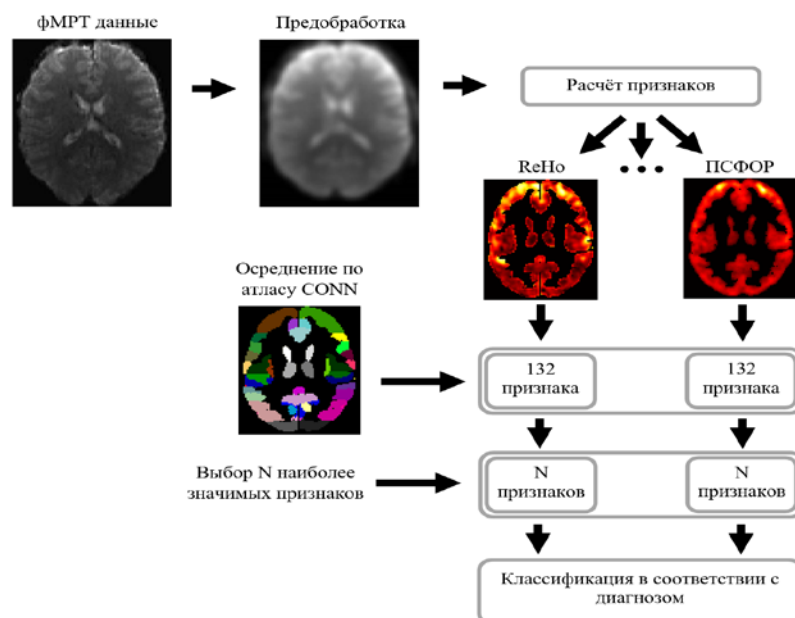 фМРТ данные
Предобработка
Расчёт признаков
ReHo
ПСФОР
Осреднение по
атласу CONN
132
признака
132
признака
Выбор N наиболее
значимых признаков
N
признаков
N
признаков
Классификация в соответствии с
диагнозом